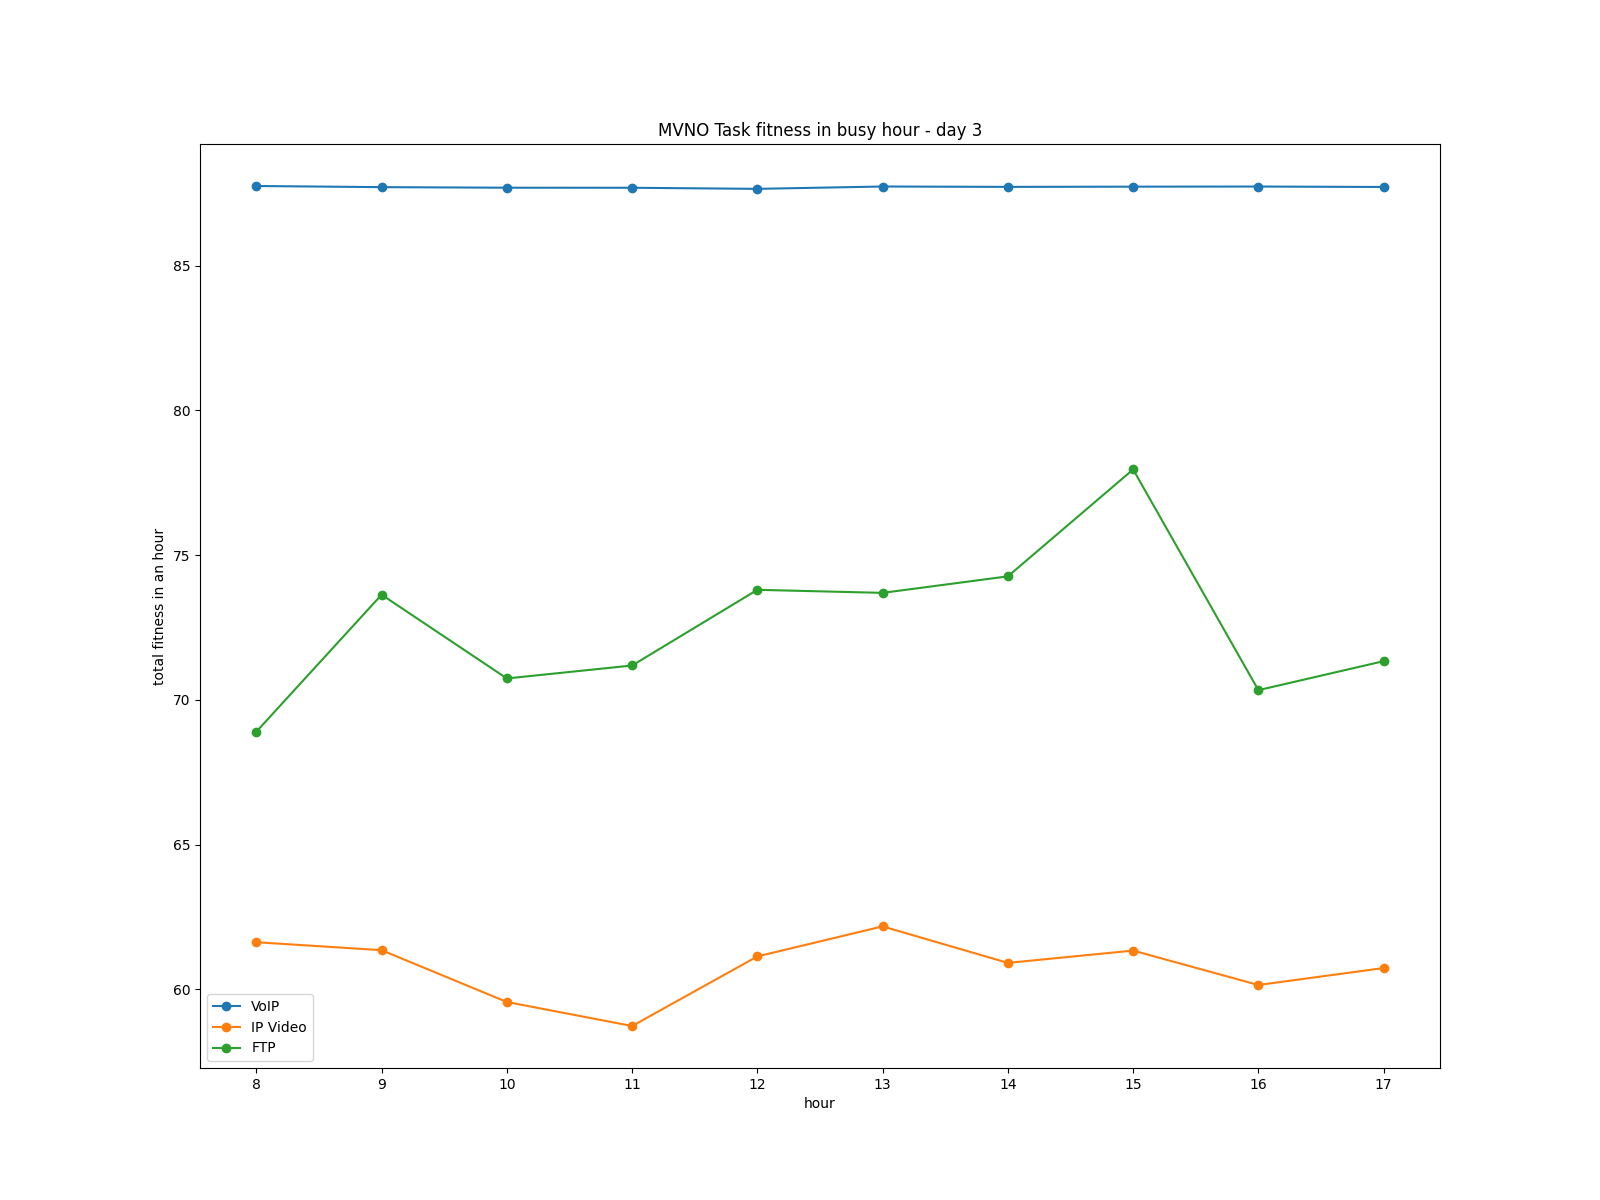 MVNO Task fitness in busy hour - day 3
total fitness in an hour
85
80
75
70
65
60
VoIP
IP Video
FTP
8 9 10 11 12 13 14 15 16 17
hour